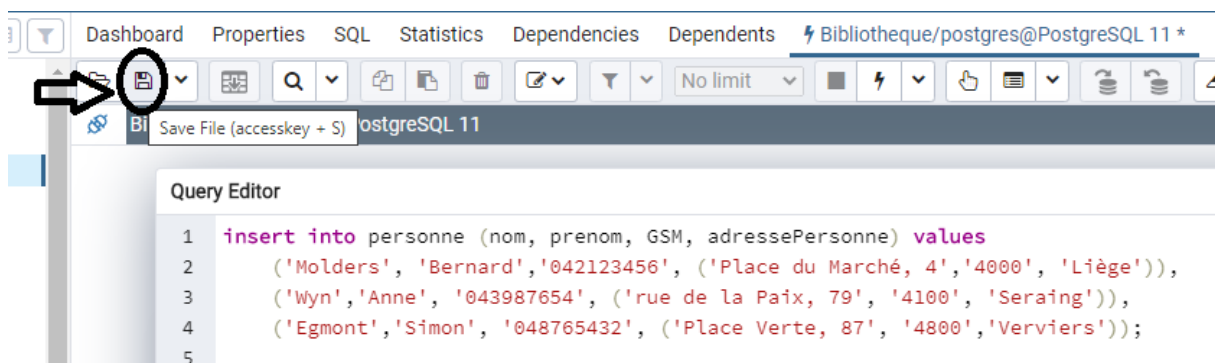 Dashboard Properties SQL Statistics Dependencies Dependents Bibliotheque/postgres@PostgreSQL 11 *
No limit
Bi ostgreSQL 11
Save File (accesskey + S)
Query Editor
1 insert into personne (nom, prenom, GSM, adressePersonne) values
2 ('Molders', 'Bernard','042123456', ('Place du Marché, 4','4000', 'Liège')),
3 ('Wyn','Anne', '043987654', ('rue de la Paix, 79', '4100', 'Seraing')),
4 ('Egmont','Simon', '048765432', ('Place Verte, 87', '4800','Verviers'));
5